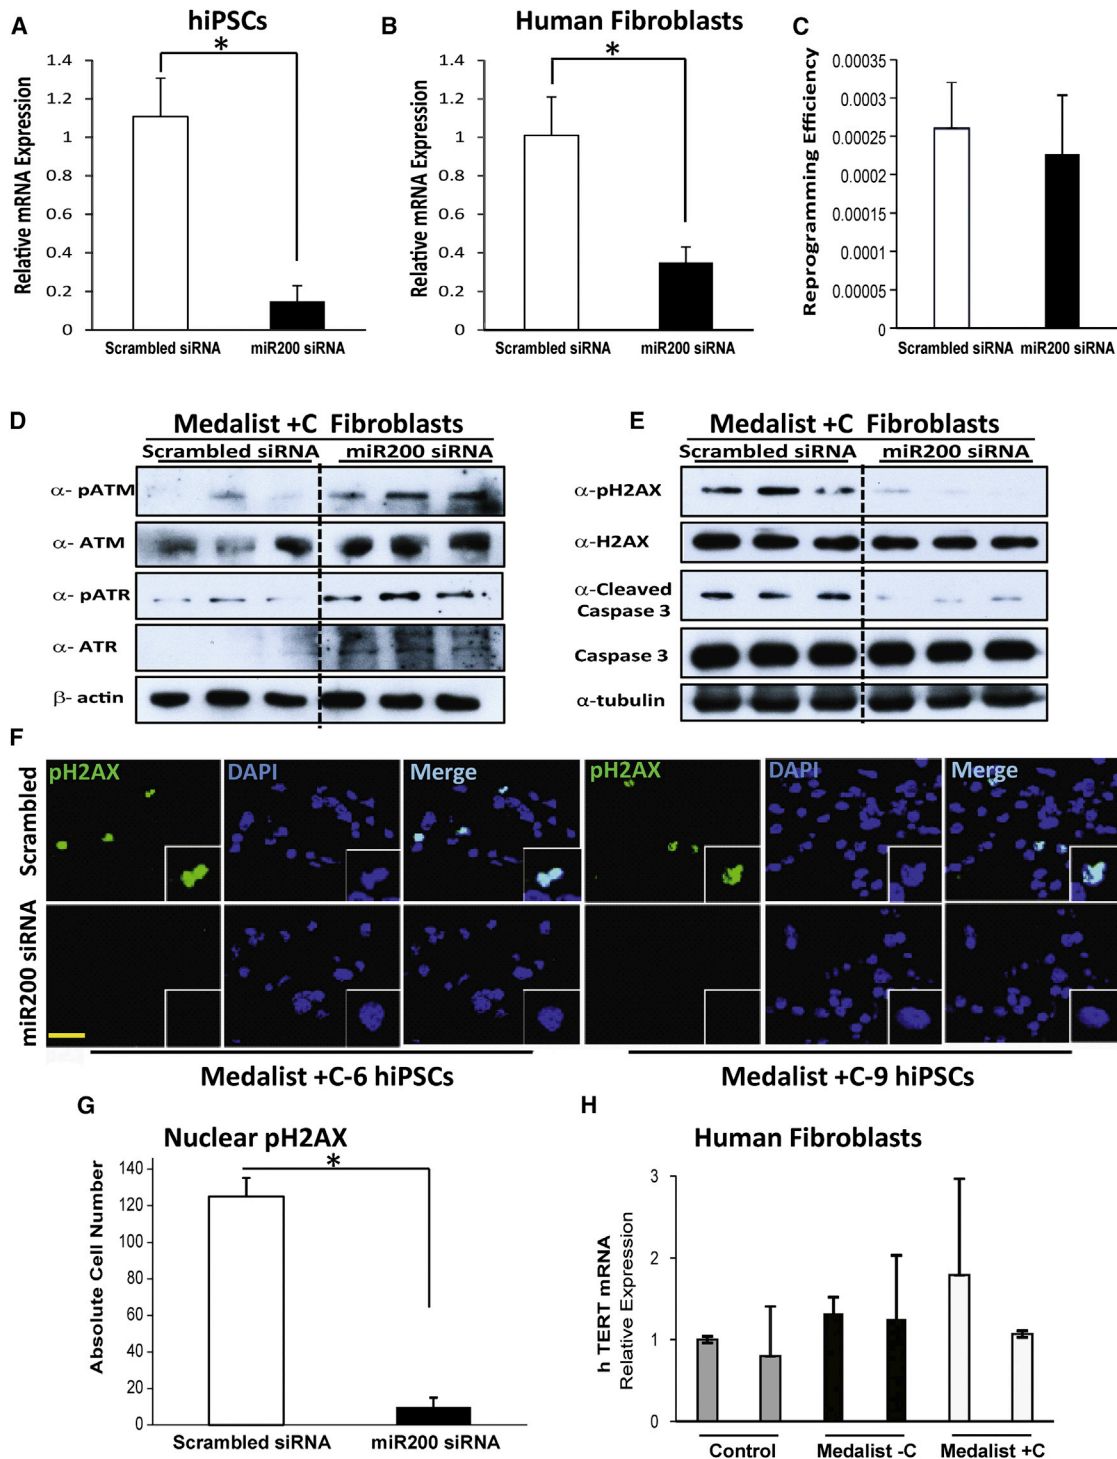 A
hiPSCs
*
Relative mRNA Expression
1.4
1.2
1
0.8
0.6
0.4
0.2
0
Scrambled siRNA
miR200 siRNA
B
Human Fibroblasts
*
Relative mRNA Expression
1.4
1.2
1
0.8
0.6
0.4
0.2
0
Scrambled siRNA
miR200 siRNA
C
Reprogramming Efficiency
0.00035
0.0003
0.00025
0.0002
0.00015
0.0001
0.00005
0
Scrambled siRNA
miR200 siRNA
D
Medalist +C Fibroblasts
Scrambled siRNA
miR200 siRNA
α- pATM
α- ATM
α- pATR
α- ATR
β- actin
E
Medalist +C Fibroblasts
Scrambled siRNA
miR200 siRNA
α-pH2AX
α-H2AX
α-Cleaved
Caspase 3
Caspase 3
α-tubulin
F
Scrambled
miR200 siRNA
pH2AX
DAPI
Merge
pH2AX
DAPI
Merge
Medalist +C-6 hiPSCs
Medalist +C-9 hiPSCs
G
Nuclear pH2AX
*
Absolute Cell Number
140
120
100
80
60
40
20
0
Scrambled siRNA
miR200 siRNA
H
Human Fibroblasts
h TERT mRNA
Relative Expression
3
2
1
0
Control
Medalist -C
Medalist +C